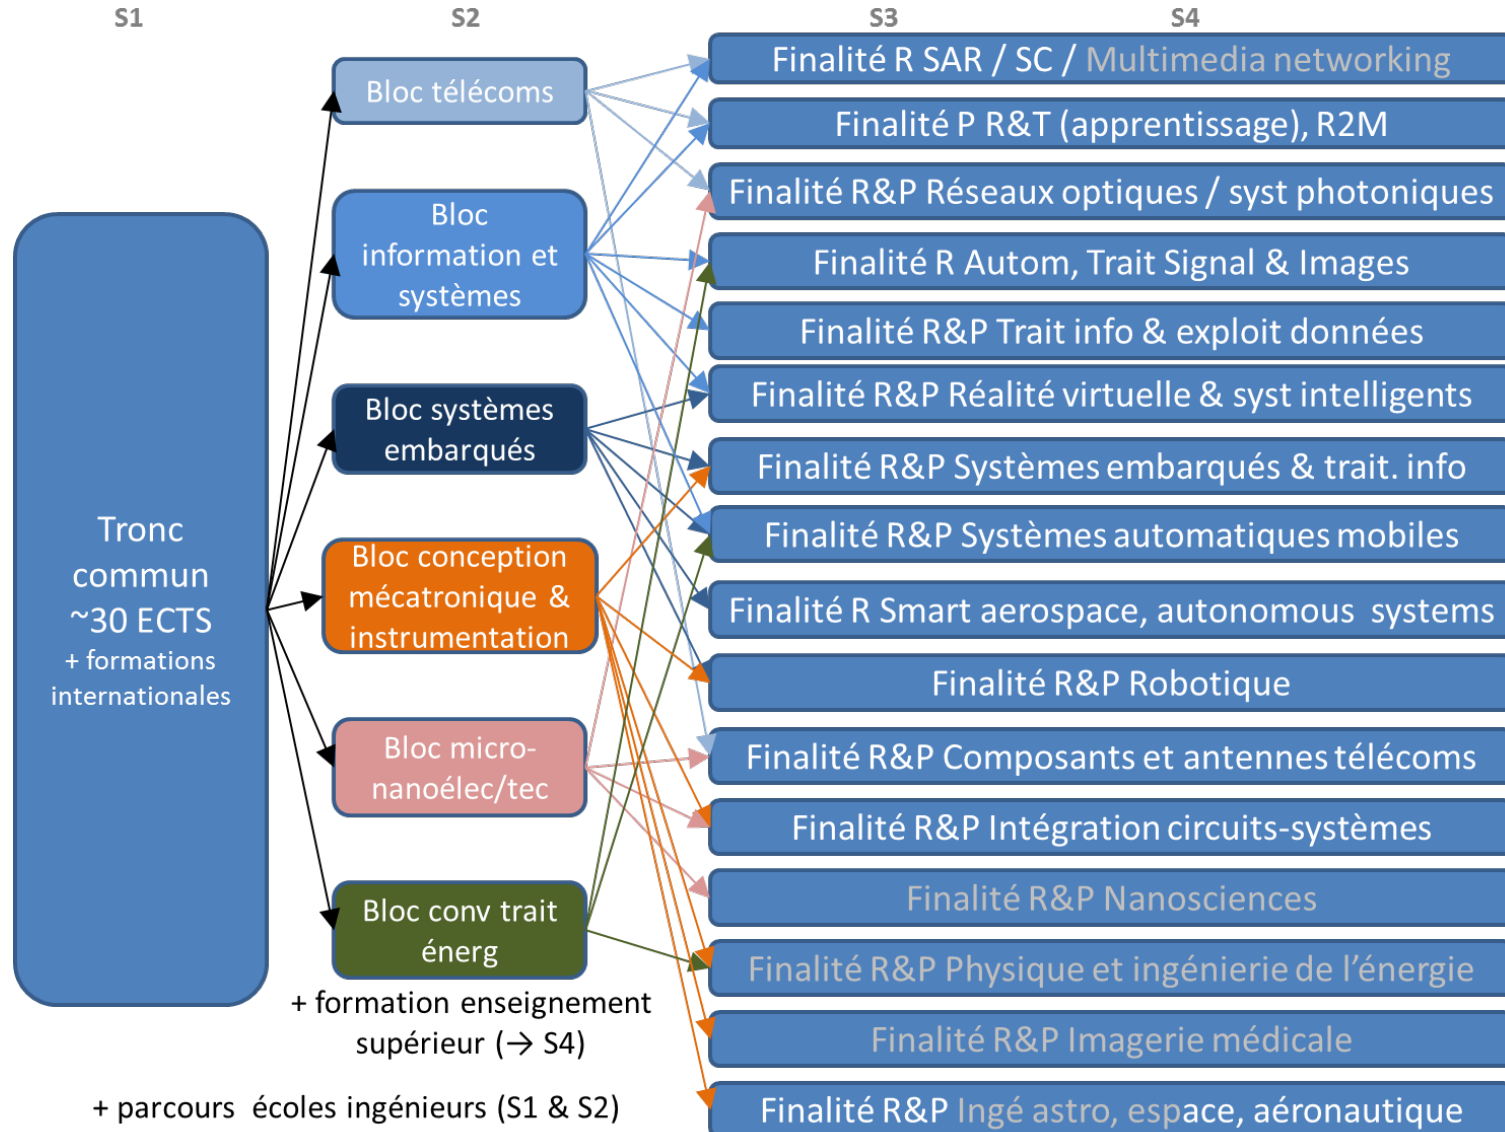 S1
S2
S3
S4
Tronc
commun
~30 ECTS
+ formations
internationales
Bloc télécoms
Bloc
information et
systèmes
Bloc systèmes
embarqués
Bloc conception
mécatronique &
instrumentation
Bloc micro-
nanoélec/tec
Bloc conv trait
énerg
+ formation enseignement
supérieur (→ S4)
+ parcours écoles ingénieurs (S1 & S2)
Finalité R SAR / SC / Multimedia networking
Finalité P R&T (apprentissage), R2M
Finalité R&P Réseaux optiques / syst photoniques
Finalité R Autom, Trait Signal & Images
Finalité R&P Trait info & exploit données
Finalité R&P Réalité virtuelle & syst intelligents
Finalité R&P Systèmes embarqués & trait. info
Finalité R&P Systèmes automatiques mobiles
Finalité R Smart aerospace, autonomous systems
Finalité R&P Robotique
Finalité R&P Composants et antennes télécoms
Finalité R&P Intégration circuits-systèmes
Finalité R&P Nanosciences
Finalité R&P Physique et ingénierie de l’énergie
Finalité R&P Imagerie médicale
Finalité R&P Ingé astro, espace, aéronautique